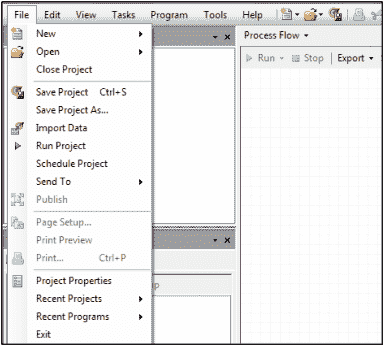 File Edit View Tasks Program Tools Help
Process Flow
Run Stop Export
New
Open
Close Project
Save Project Ctrl+S
Save Project As...
Import Data
Run Project
Schedule Project
Send To
Publish
Page Setup...
Print Preview
Print... Ctrl+P
Project Properties
Recent Projects
Recent Programs
Exit